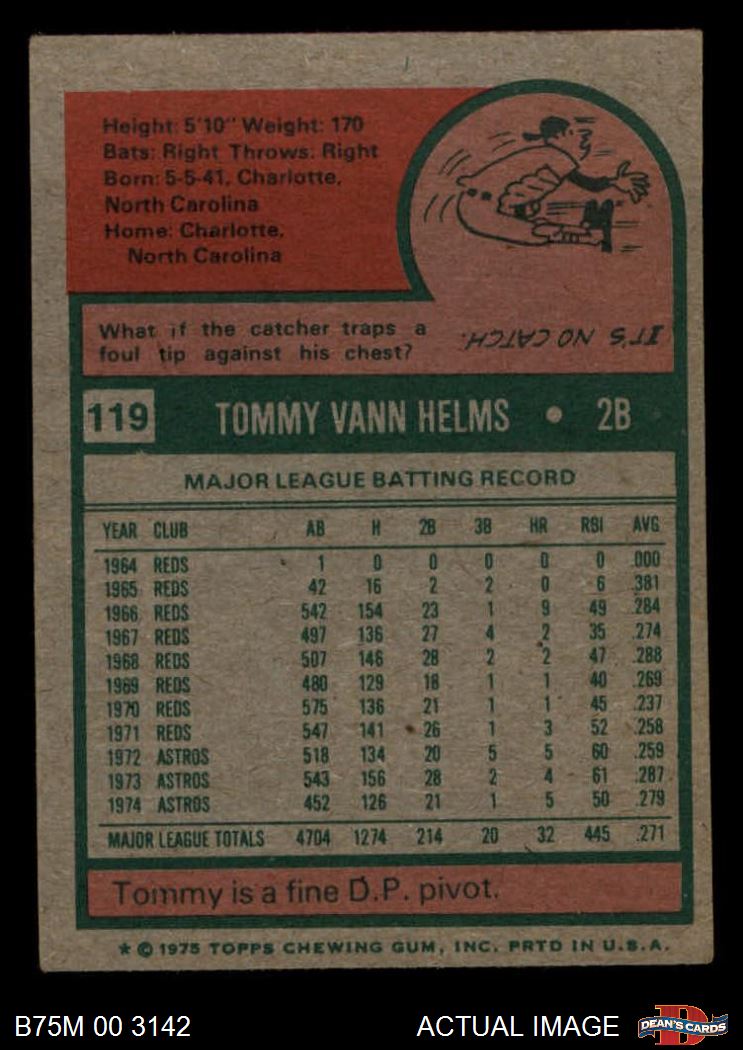 Height: 5'10" Weight: 170
Bats: Right Throws: Right
Born: 5-5-41, Charlotte,
North Carolina
Home: Charlotte,
North Carolina
What if the catcher traps a
foul tip against his chest?
IT'S NO CATCH.
119 TOMMY VANN HELMS • 2B
MAJOR LEAGUE BATTING RECORD
YEAR CLUB AB H 2B 3B HR RBI AVG
1964 REDS 1 0 0 0 0 0 .000
1965 REDS 42 16 2 2 0 6 .381
1966 REDS 542 154 23 1 9 49 .284
1967 REDS 497 136 27 4 2 35 .274
1968 REDS 507 146 28 2 2 47 .288
1969 REDS 480 129 18 1 1 40 .269
1970 REDS 575 136 21 1 1 45 .237
1971 REDS 547 141 26 1 3 52 .258
1972 ASTROS 518 134 20 5 5 60 .259
1973 ASTROS 543 156 28 2 4 61 .287
1974 ASTROS 452 126 21 1 5 50 .279
MAJOR LEAGUE TOTALS 4704 1274 214 20 32 445 .271
Tommy is a fine D.P. pivot.
* © 1975 TOPPS CHEWING GUM, INC. PRTD IN U.S.A.
B75M 00 3142 ACTUAL IMAGE D DEAN'S CARDS